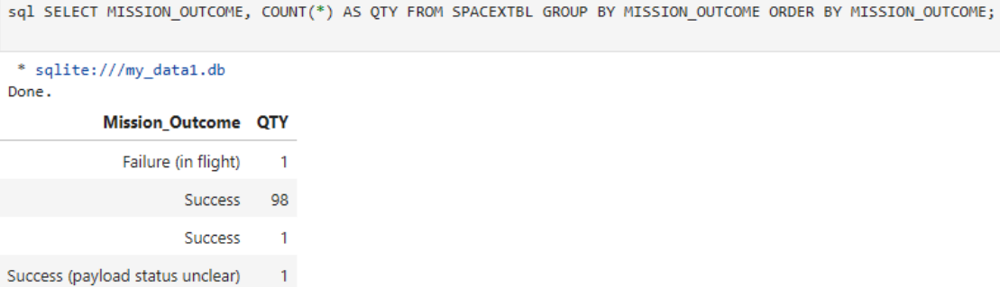 sql SELECT MISSION_OUTCOME, COUNT(*) AS QTY FROM SPACEXTBL GROUP BY MISSION_OUTCOME ORDER BY MISSION_OUTCOME;
* sqlite:///my_data1.db
Done.
Mission_Outcome QTY
Failure (in flight) 1
Success 98
Success 1
Success (payload status unclear) 1